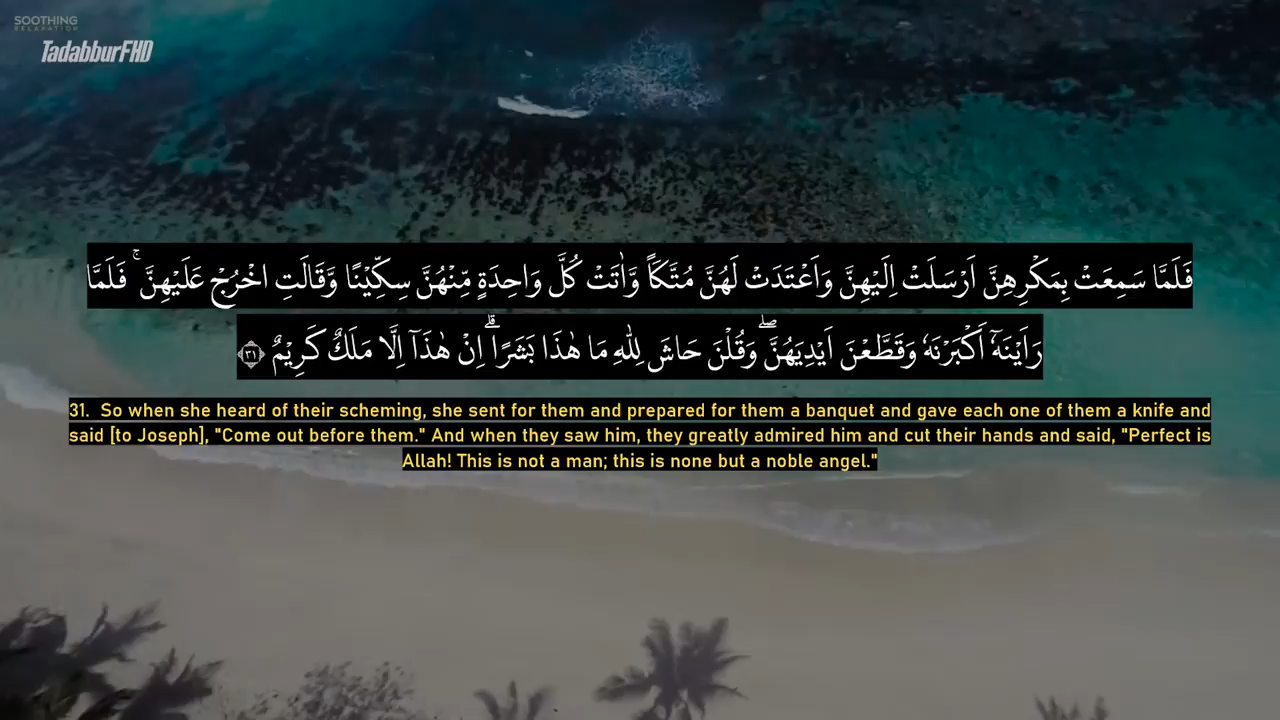 SOOTHING
RELAXATION
TadabburFHD
فَلَمَّا سَمِعَتْ بِمَكْرِهِنَّ اَرْسَلَتْ اِلَيْهِنَّ وَاَعْتَدَتْ لَهُنَّ مُتَّكَاً وَّاٰتَتْ كُلَّ وَاحِدَةٍ مِّنْهُنَّ سِكِّيْنًا وَّقَالَتِ اخْرُجْ عَلَيْهِنَّ ۚ فَلَمَّا
رَاَيْنَهٗٓ اَكْبَرْنَهٗ وَقَطَّعْنَ اَيْدِيَهُنَّ ۖ وَقُلْنَ حَاشَ لِلّٰهِ مَا هٰذَا بَشَرًا ۗ اِنْ هٰذَآ اِلَّا مَلَكٌ كَرِيْمٌ ٣١
31. So when she heard of their scheming, she sent for them and prepared for them a banquet and gave each one of them a knife and
said [to Joseph], "Come out before them." And when they saw him, they greatly admired him and cut their hands and said, "Perfect is
Allah! This is not a man; this is none but a noble angel."